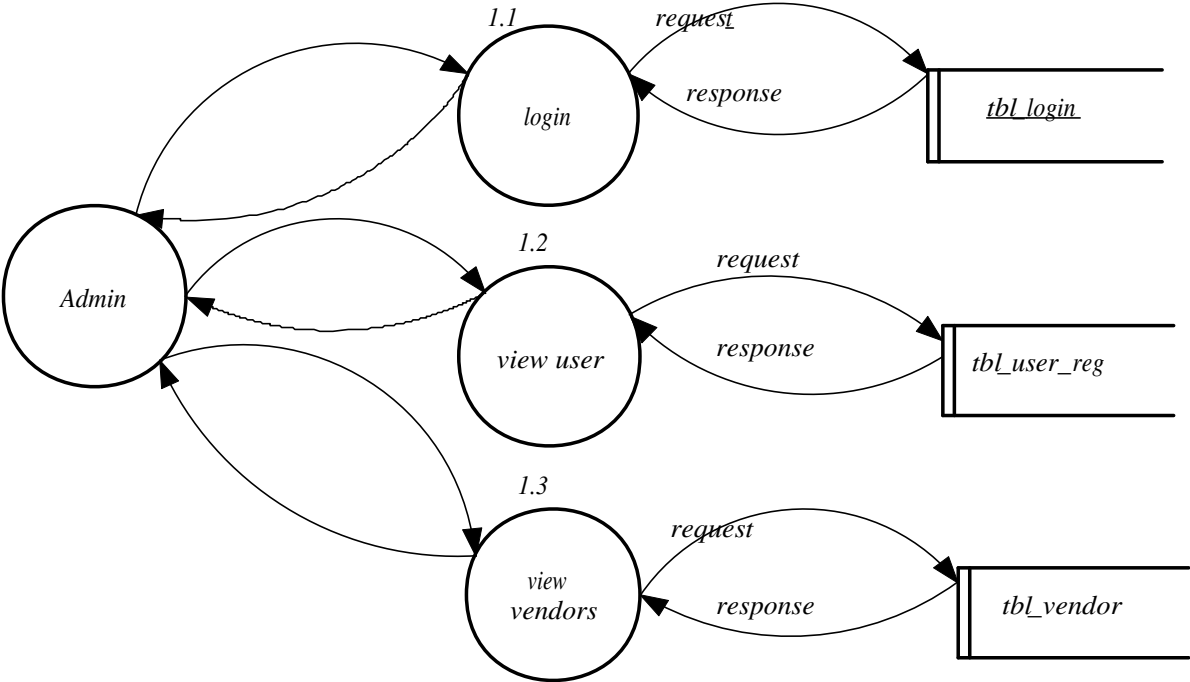 1.1
request
response
login
tbl_login
1.2
request
Admin
view user
response
tbl_user_reg
1.3
request
view
vendors
response
tbl_vendor